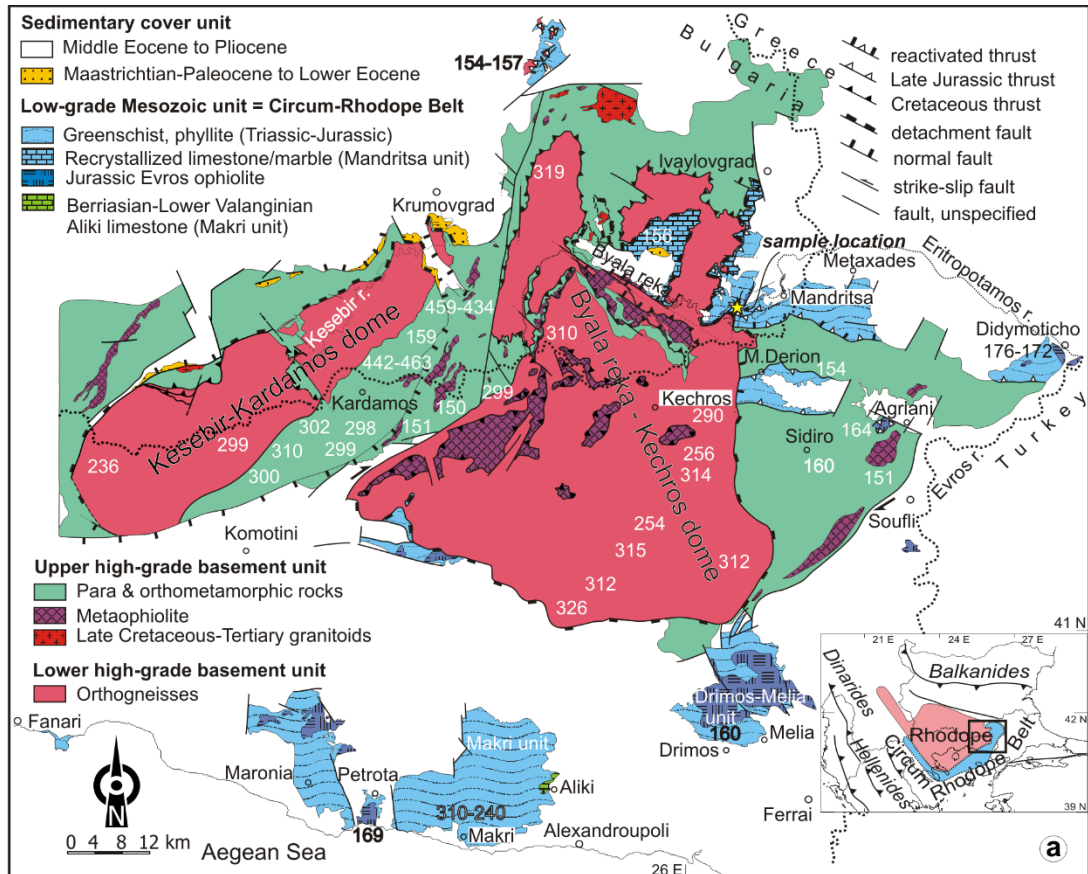 Sedimentary cover unit
Middle Eocene to Pliocene
Maastrichtian-Paleocene to Lower Eocene
Low-grade Mesozoic unit = Circum-Rhodope Belt
Greenschist, phyllite (Triassic-Jurassic)
Recrystallized limestone/marble (Mandritsa unit)
Jurassic Evros ophiolite
Berriasian-Lower Valanginian
Aliki limestone (Makri unit)
154-157
Greece
Bulgaria
reactivated thrust
Late Jurassic thrust
Cretaceous thrust
detachment fault
normal fault
strike-slip fault
fault, unspecified
319
Ivaylovgrad
Krumovgrad
156
sample location
Metaxades
Eritropotamos r.
Byala reka
Mandritsa
Kesebir r.
459-434
Didymoticho
176-172
159
310
442-463
M.Derion
154
Kesebir-Kardamos dome
Byala reka - Kechros dome
Kardamos
150
299
Kechros
290
Agriani
164
302
298
151
299
310
299
236
300
256
314
Sidiro
160
151
Evros r.
Turkey
Soufli
254
315
312
312
326
Komotini
Upper high-grade basement unit
Para & orthometamorphic rocks
Metaophiolite
Late Cretaceous-Tertiary granitoids
Lower high-grade basement unit
Orthogneisses
41 N
21 E
24 E
27 E
Dinarides
Balkanides
42 N
Rhodope
Hellenides
Circum Rhodope Belt
39 N
Fanari
Drimos-Melia
unit
160
Melia
Drimos
Makri unit
Maronia
Petrota
Aliki
310-240
169
Makri
Alexandroupoli
Ferrai
N
0 4 8 12 km
Aegean Sea
26 E
a